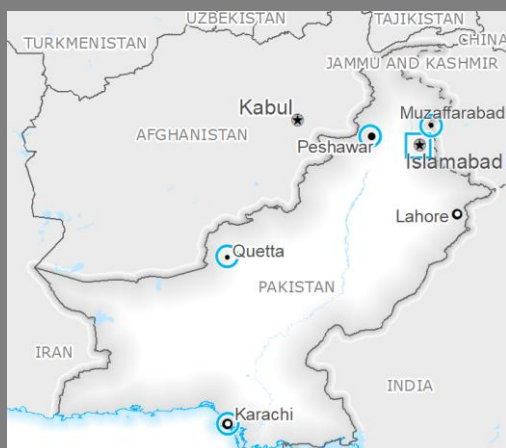 UZBEKISTAN
TAJIKISTAN
TURKMENISTAN
CHINA
JAMMU AND KASHMIR
Kabul
Muzaffarabad
AFGHANISTAN
Peshawar
Islamabad
Lahore
Quetta
PAKISTAN
IRAN
INDIA
Karachi